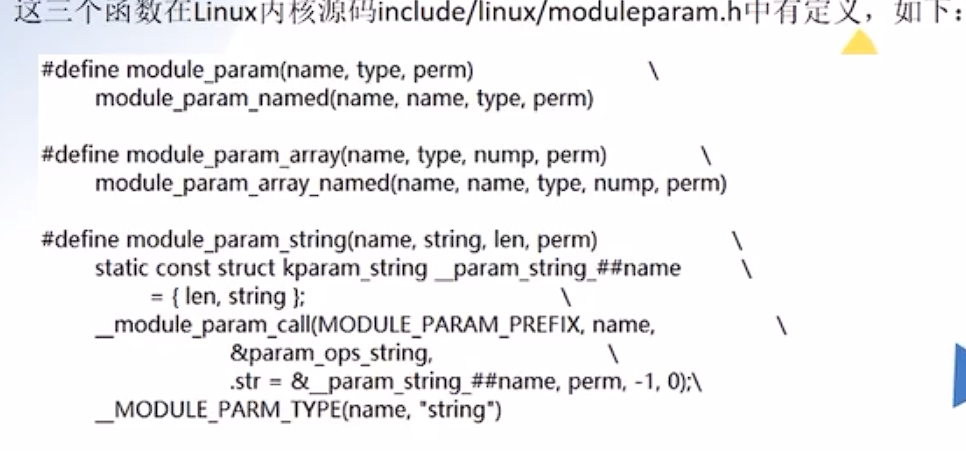 这三个函数在Linux内核源码include/linux/moduleparam.h中有定义，如下：
#define module_param(name, type, perm) \
module_param_named(name, name, type, perm)
#define module_param_array(name, type, nump, perm) \
module_param_array_named(name, name, type, nump, perm)
#define module_param_string(name, string, len, perm) \
static const struct kparam_string __param_string_##name \
= { len, string }; \
__module_param_call(MODULE_PARAM_PREFIX, name, \
&param_ops_string, \
.str = &__param_string_##name, perm, -1, 0);\
__MODULE_PARM_TYPE(name, "string")